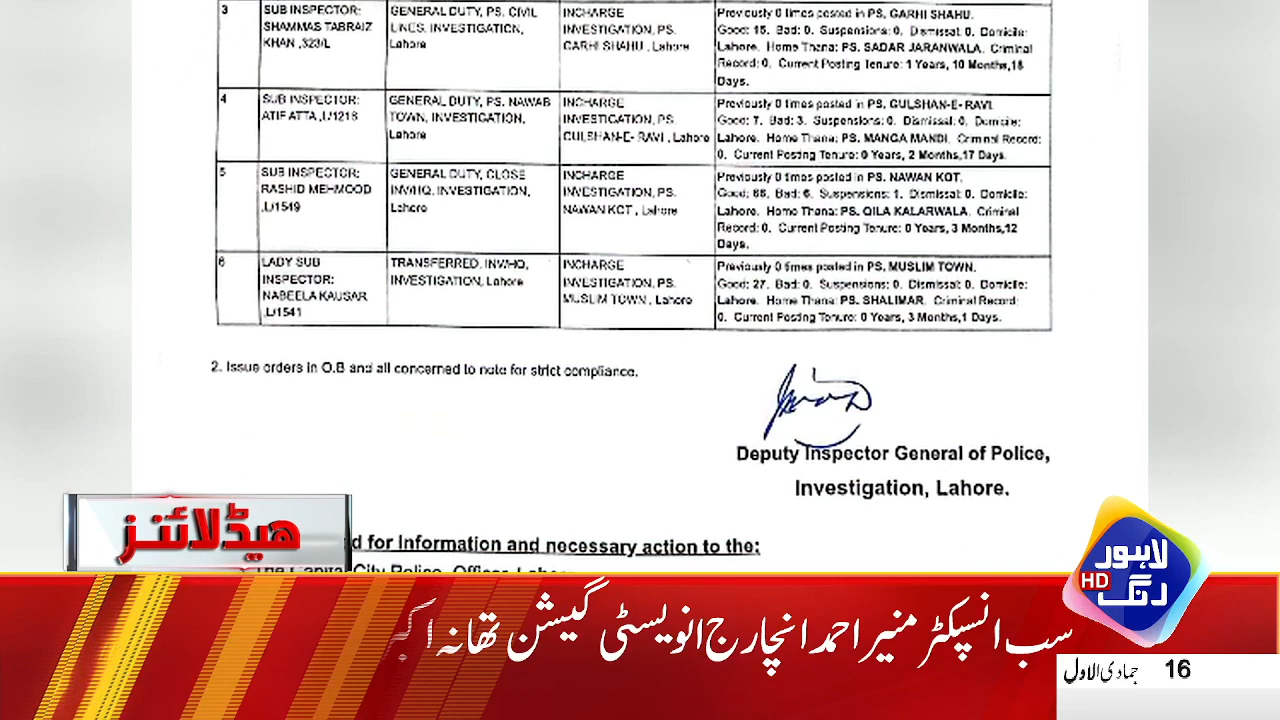 3 SUB INSPECTOR: GENERAL DUTY, PS. CIVIL INCHARGE Previously 0 times posted in PS. GARHI SHAHU.
SHAMMAS TABRAIZ LINES, INVESTIGATION, INVESTIGATION, PS. Good: 15. Bad: 0. Suspensions: 0. Dismissal: 0. Domicile:
KHAN ,323/L Lahore GARHI SHAHU , Lahore Lahore. Home Thana: PS. SADAR JARANWALA. Criminal
Record: 0. Current Posting Tenure: 1 Years, 10 Months,18
Days.
4 SUB INSPECTOR: GENERAL DUTY, PS. NAWAB INCHARGE Previously 0 times posted in PS. GULSHAN-E- RAVI.
ATIF ATTA ,L/1216 TOWN, INVESTIGATION, INVESTIGATION, PS. Good: 7. Bad: 3. Suspensions: 0. Dismissal: 0. Domicile:
Lahore GULSHAN-E- RAVI , Lahore Lahore. Home Thana: PS. MANGA MANDI. Criminal Record:
0. Current Posting Tenure: 0 Years, 2 Months,17 Days.
5 SUB INSPECTOR: GENERAL DUTY, CLOSE INCHARGE Previously 0 times posted in PS. NAWAN KOT.
RASHID MEHMOOD INV/HQ, INVESTIGATION, INVESTIGATION, PS. Good: 66. Bad: 6. Suspensions: 1. Dismissal: 0. Domicile:
,L/1549 Lahore NAWAN KOT , Lahore Lahore. Home Thana: PS. QILA KALARWALA. Criminal
Record: 0. Current Posting Tenure: 0 Years, 3 Months,12
Days.
6 LADY SUB TRANSFERRED, INV/HQ, INCHARGE Previously 0 times posted in PS. MUSLIM TOWN.
INSPECTOR: INVESTIGATION, Lahore INVESTIGATION, PS. Good: 27. Bad: 0. Suspensions: 0. Dismissal: 0. Domicile:
NABEELA KAUSAR MUSLIM TOWN , Lahore Lahore. Home Thana: PS. SHALIMAR. Criminal Record:
,L/1541 0. Current Posting Tenure: 0 Years, 3 Months,1 Days.
2. Issue orders in O.B and all concerned to note for strict compliance.
Deputy Inspector General of Police,
Investigation, Lahore.
ہیڈلائنز
for information and necessary action to the:
City Police
لاہور
HD رنگ
سب انسپکٹر منیر احمد انچارج انویسٹی گیشن تھانہ
16 جمادی الاول